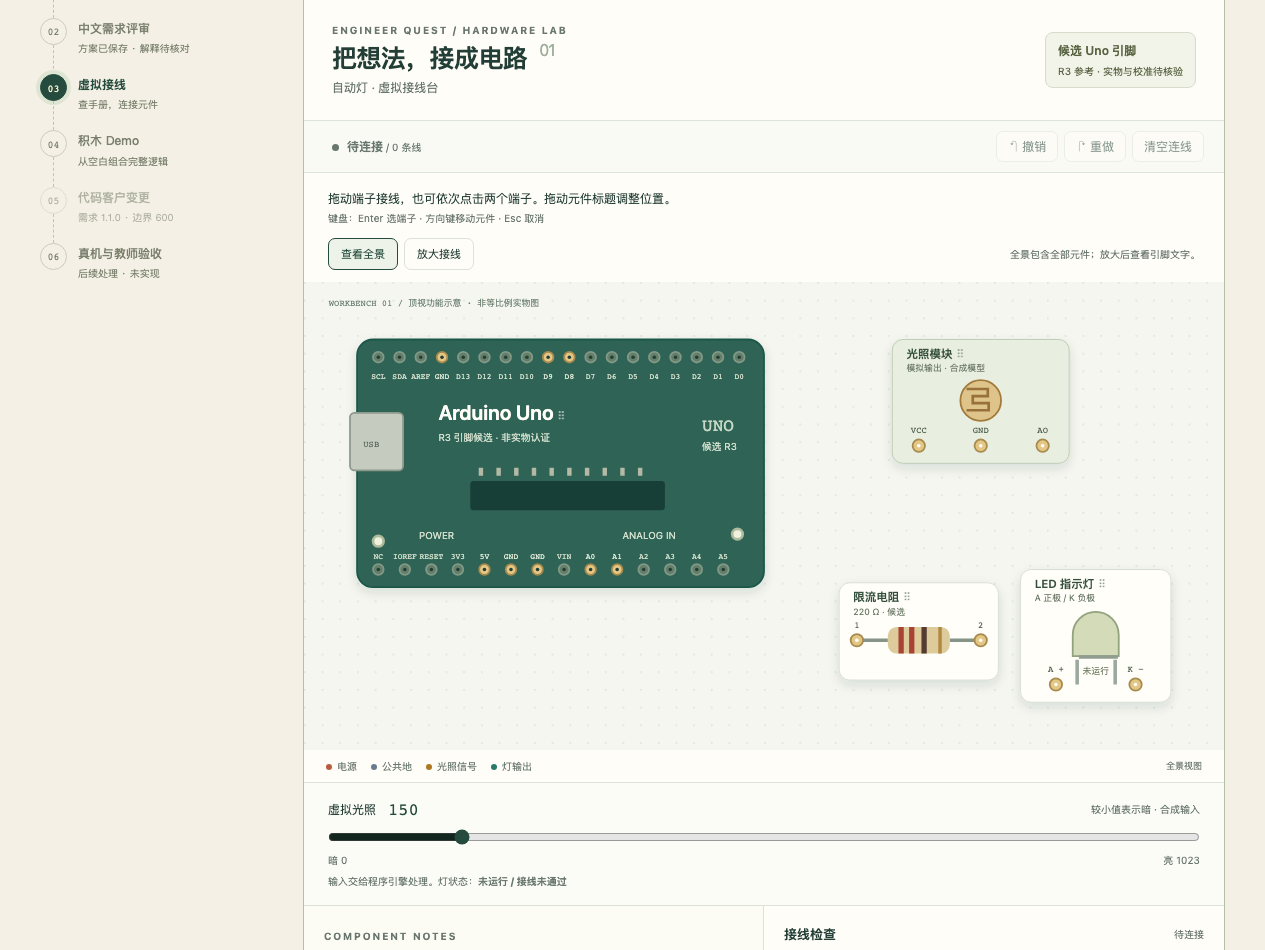 02
中文需求评审
方案已保存 · 解释待核对
03
虚拟接线
查手册，连接元件
04
积木 Demo
从空白组合完整逻辑
05
代码客户变更
需求 1.1.0 · 边界 600
06
真机与教师验收
后续处理 · 未实现
ENGINEER QUEST / HARDWARE LAB
把想法，接成电路 01
自动灯 · 虚拟接线台
候选 Uno 引脚
R3 参考 · 实物与校准待核验
待连接 / 0 条线
撤销
重做
清空连线
拖动端子接线，也可依次点击两个端子。拖动元件标题调整位置。
键盘：Enter 选端子 · 方向键移动元件 · Esc 取消
查看全景
放大接线
全景包含全部元件；放大后查看引脚文字。
WORKBENCH 01 / 顶视功能示意 · 非等比例实物图
SCL SDA AREF GND D13 D12 D11 D10 D9 D8 D7 D6 D5 D4 D3 D2 D1 D0
Arduino Uno
R3 引脚候选 · 非实物认证
UNO
候选 R3
USB
POWER
ANALOG IN
NC IOREF RESET 3V3 5V GND GND VIN A0 A1 A2 A3 A4 A5
光照模块
模拟输出 · 合成模型
VCC GND AO
限流电阻
220 Ω · 候选
1 2
LED 指示灯
A 正极 / K 负极
A + 未运行 K −
电源
公共地
光照信号
灯输出
全景视图
虚拟光照 150
较小值表示暗 · 合成输入
暗 0
亮 1023
输入交给程序引擎处理。灯状态：未运行 / 接线未通过
COMPONENT NOTES
接线检查
待连接